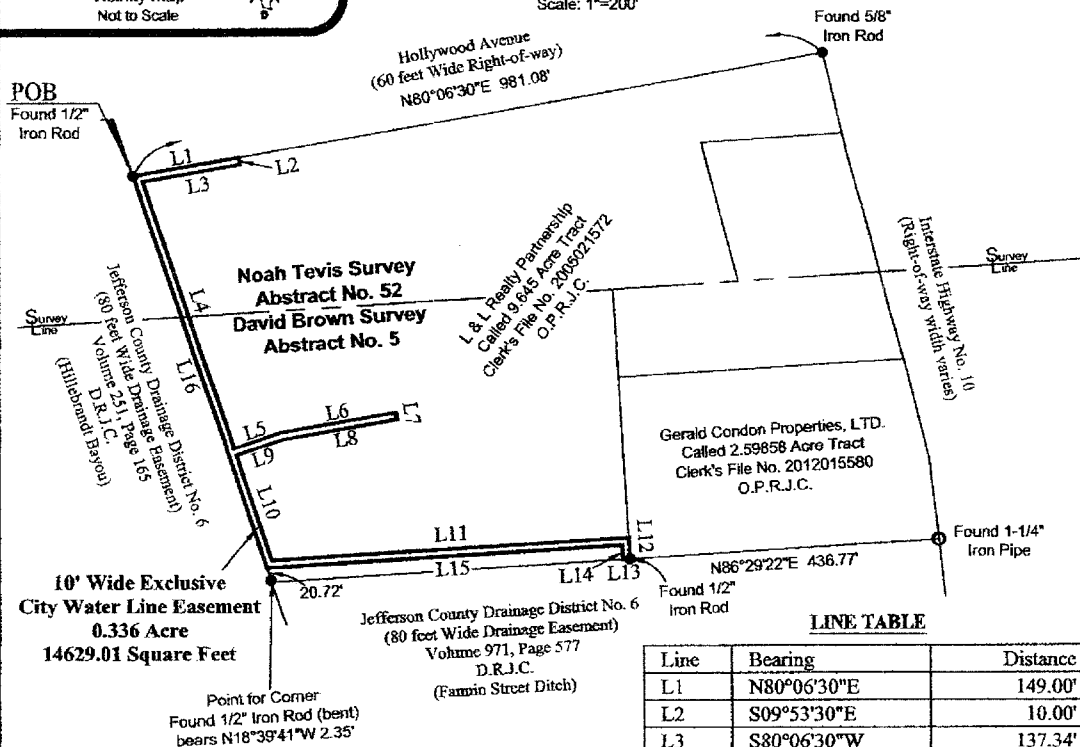 Not to Scale
Scale: 1"=200'
Found 5/8"
Iron Rod
Hollywood Avenue
(60 feet Wide Right-of-way)
N80°06'30"E 981.08'
POB
Found 1/2"
Iron Rod
L1
L2
L3
Noah Tevis Survey
Abstract No. 52
David Brown Survey
Abstract No. 5
L & L Realty Partnership
Called 9.645 Acre Tract
Clerk's File No. 2005021572
O.P.R.J.C.
Interstate Highway No. 10
(Right-of-way width varies)
Survey
Line
Survey
Line
L4
L16
Jefferson County Drainage District No. 6
(80 feet Wide Drainage Easement)
Volume 251, Page 165
D.R.J.C.
(Hillebrandt Bayou)
L5
L6
L7
L8
L9
L10
Gerald Condon Properties, LTD.
Called 2.59858 Acre Tract
Clerk's File No. 2012015580
O.P.R.J.C.
L11
L12
L15
L14
L13
N86°29'22"E 436.77'
Found 1-1/4"
Iron Pipe
Found 1/2"
Iron Rod
20.72'
10' Wide Exclusive
City Water Line Easement
0.336 Acre
14629.01 Square Feet
Jefferson County Drainage District No. 6
(80 feet Wide Drainage Easement)
Volume 971, Page 577
D.R.J.C.
(Fannin Street Ditch)
Point for Corner
Found 1/2" Iron Rod (bent)
bears N18°39'41"W 2.35'
LINE TABLE
Line Bearing Distance
L1 N80°06'30"E 149.00'
L2 S09°53'30"E 10.00'
L3 S80°06'30"W 137.34'